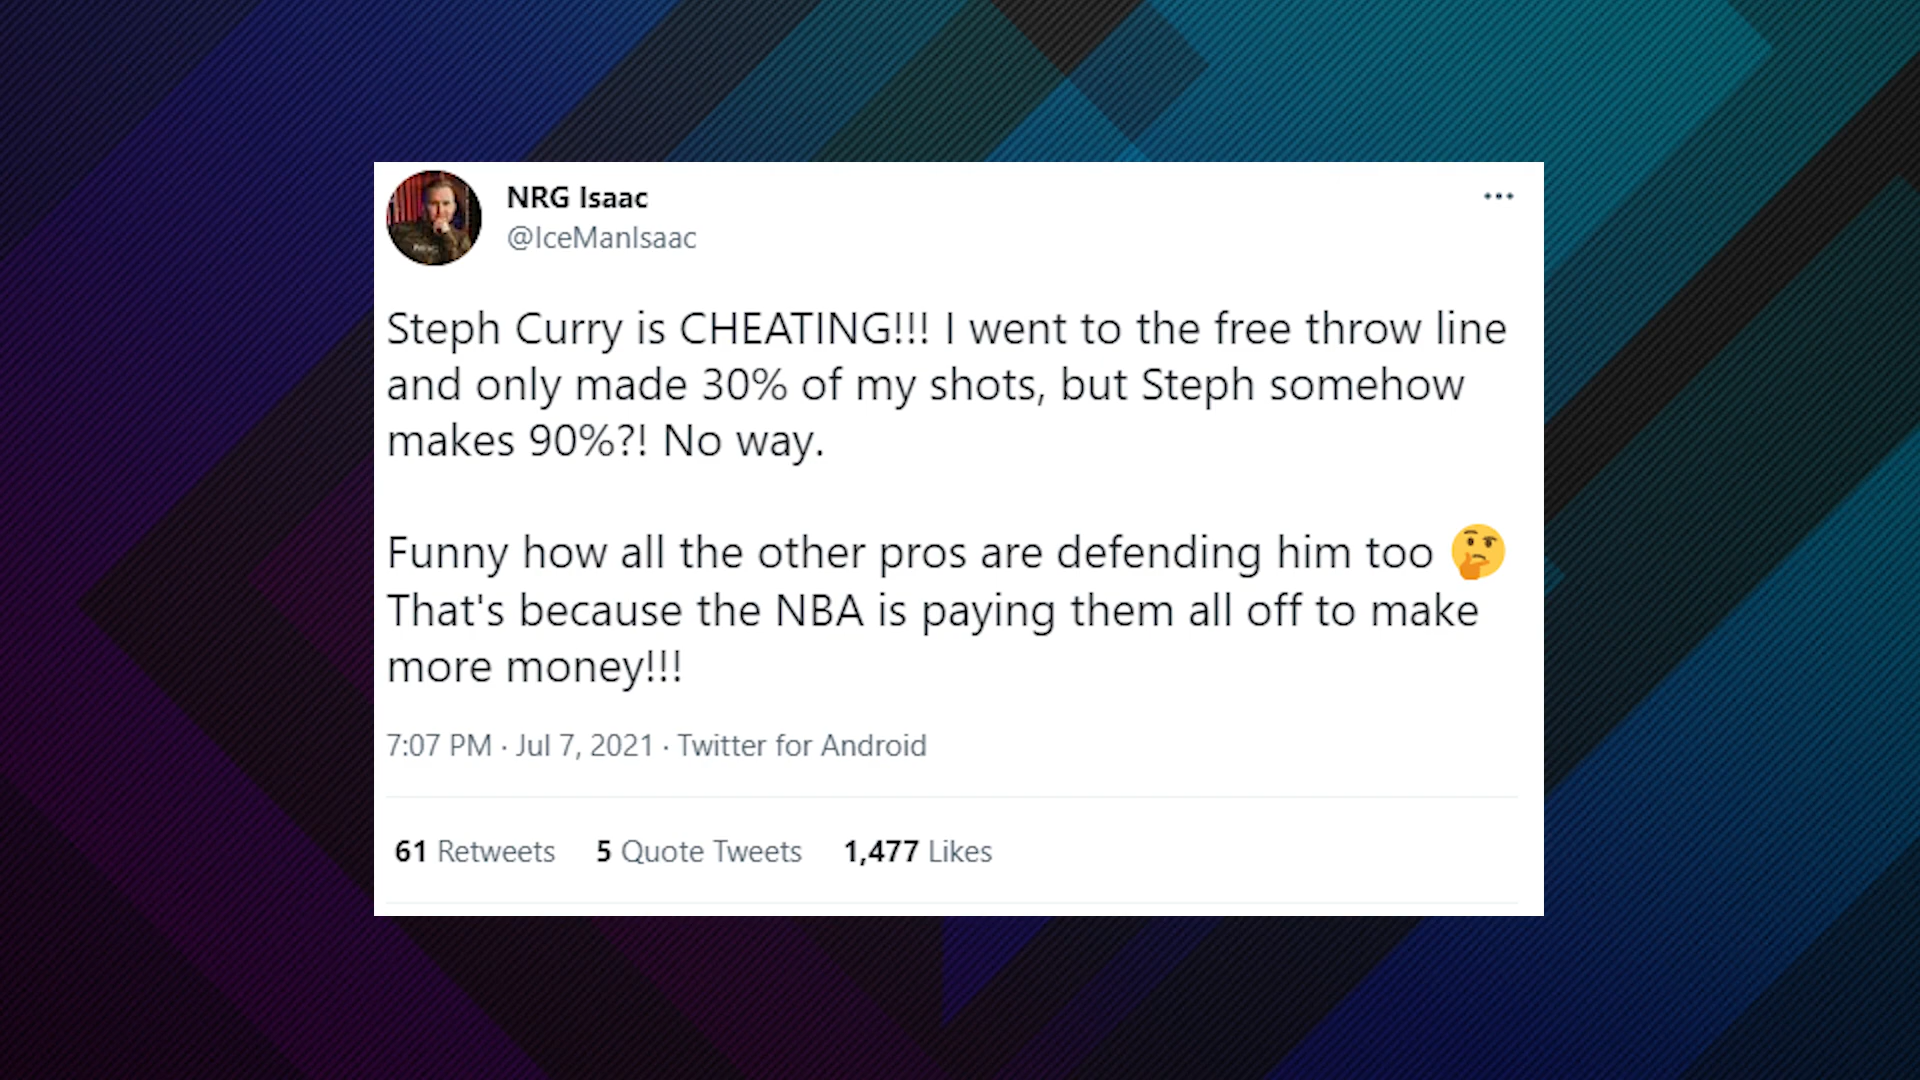 NRG Isaac
@IceManIsaac
Steph Curry is CHEATING!!! I went to the free throw line
and only made 30% of my shots, but Steph somehow
makes 90%?! No way.
Funny how all the other pros are defending him too 🤔
That's because the NBA is paying them all off to make
more money!!!
7:07 PM · Jul 7, 2021 · Twitter for Android
61 Retweets 5 Quote Tweets 1,477 Likes